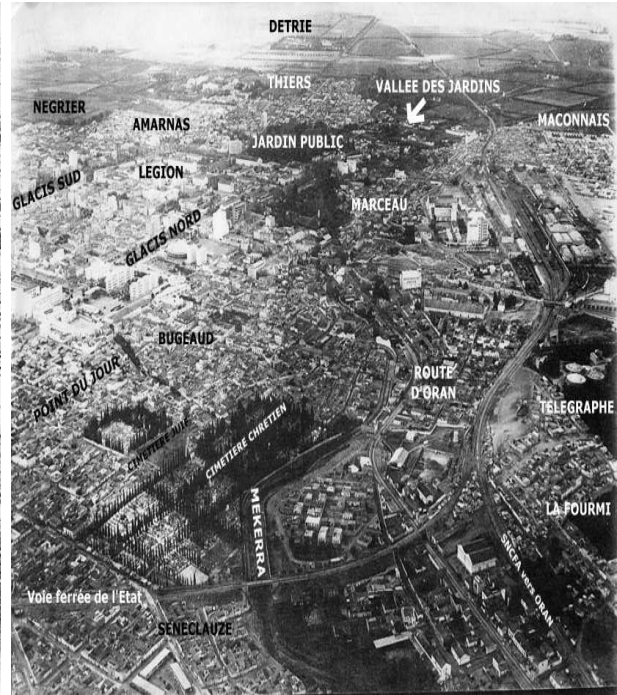 DETRIE
THIERS
VALLEE DES JARDINS
NEGRIER
AMARNAS
MACONNAIS
JARDIN PUBLIC
LEGION
GLACIS SUD
MARCEAU
GLACIS NORD
BUGEAUD
ROUTE
D'ORAN
POINT DU JOUR
TELEGRAPHE
CIMETIERE JUIF
CIMETIERE CHRETIEN
MEKERRA
LA FOURMI
SNCFA vers ORAN
Voie ferrée de l'Etat
SENECLAUZE